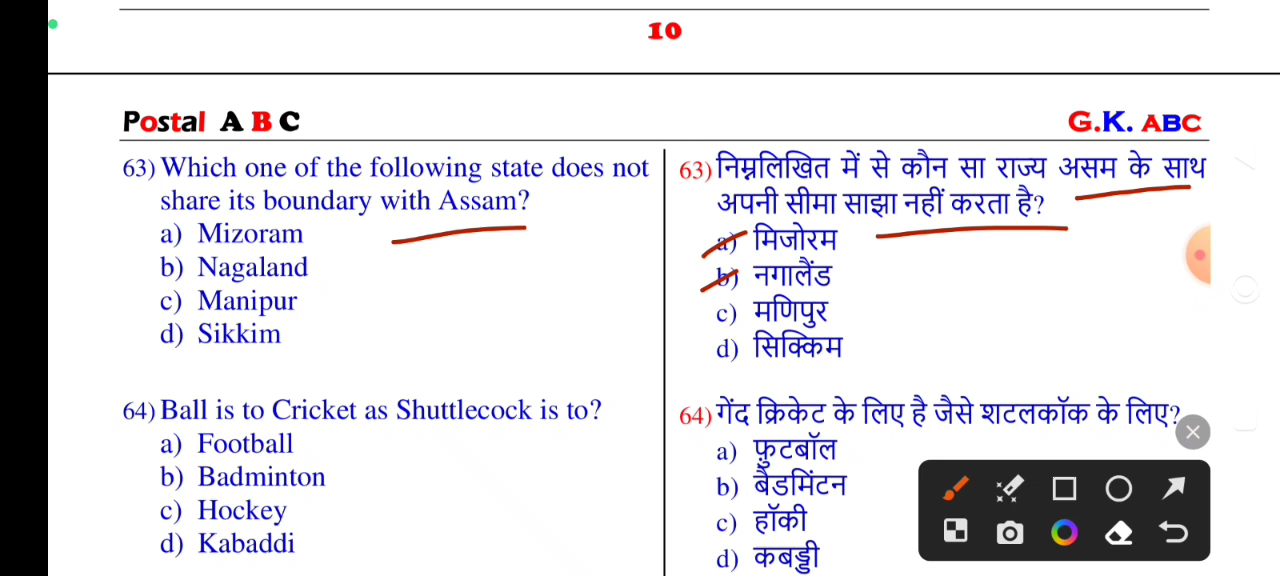 10
Postal A B C
G.K. ABC
63) Which one of the following state does not
share its boundary with Assam?
a) Mizoram
b) Nagaland
c) Manipur
d) Sikkim
64) Ball is to Cricket as Shuttlecock is to?
a) Football
b) Badminton
c) Hockey
d) Kabaddi
63) निम्नलिखित में से कौन सा राज्य असम के साथ
अपनी सीमा साझा नहीं करता है?
a) मिजोरम
b) नगालैंड
c) मणिपुर
d) सिक्किम
64) गेंद क्रिकेट के लिए है जैसे शटलकॉक के लिए?
a) फ़ुटबॉल
b) बैडमिंटन
c) हॉकी
d) कबड्डी